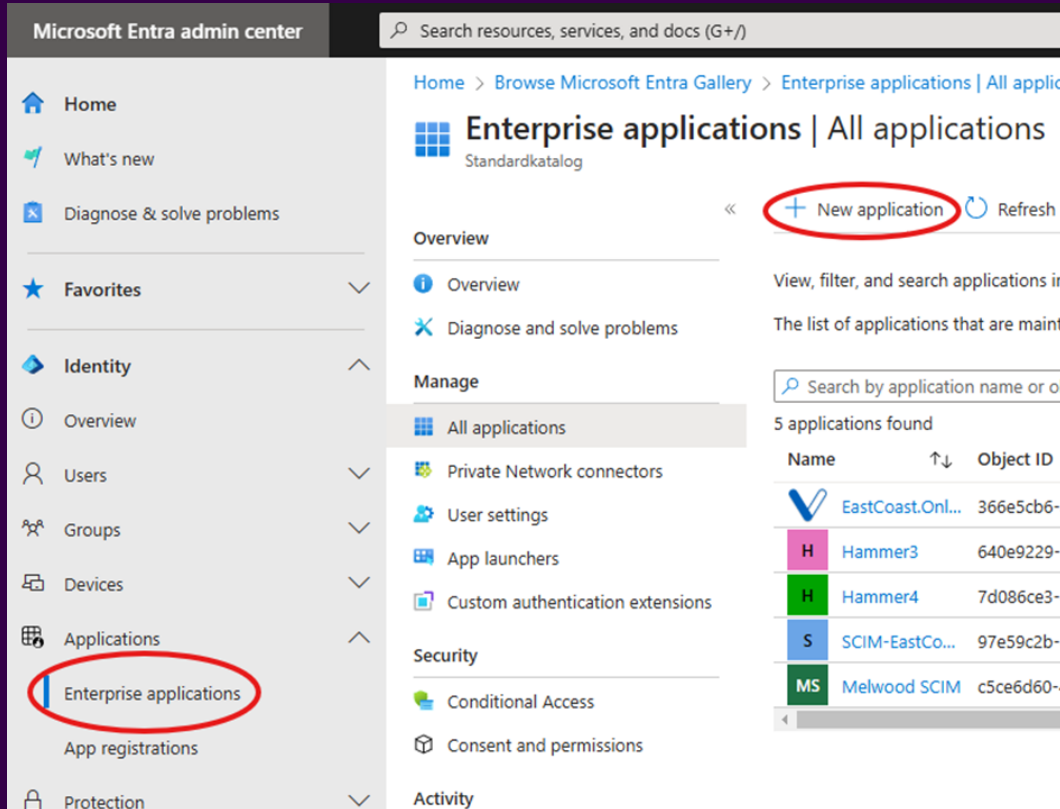 Microsoft Entra admin center
Search resources, services, and docs (G+/)
Home
What's new
Diagnose & solve problems
Favorites
Identity
Overview
Users
Groups
Devices
Applications
Enterprise applications
App registrations
Protection
Home > Browse Microsoft Entra Gallery > Enterprise applications | All applic
Enterprise applications | All applications
Standardkatalog
«
Overview
Overview
Diagnose and solve problems
Manage
All applications
Private Network connectors
User settings
App launchers
Custom authentication extensions
Security
Conditional Access
Consent and permissions
Activity
+ New application Refresh
View, filter, and search applications i
The list of applications that are maint
Search by application name or o
5 applications found
Name ↑↓ Object ID
EastCoast.Onl... 366e5cb6-
H Hammer3 640e9229-
H Hammer4 7d086ce3-
S SCIM-EastCo... 97e59c2b-
MS Melwood SCIM c5ce6d60-